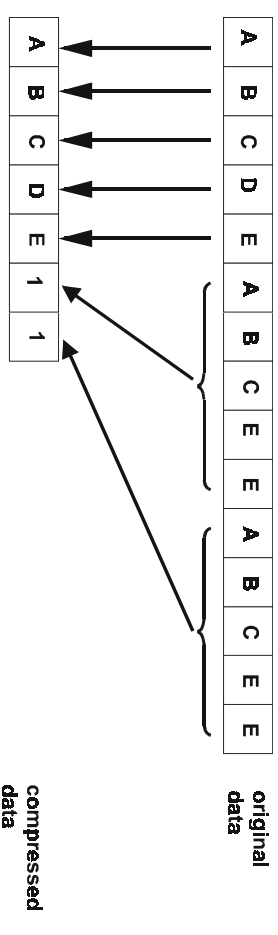 A B C D E A B C E E A B C E E
original
data
A B C D E 1 1
compressed
data